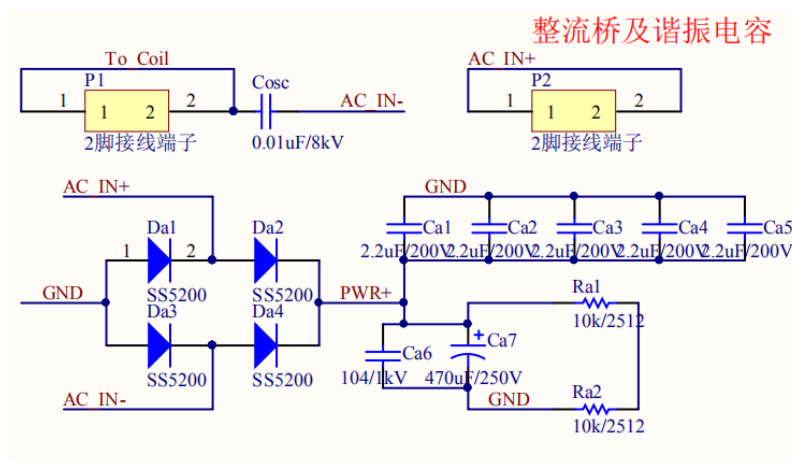 整流桥及谐振电容
To_Coil
P1
1 1 2 2
2脚接线端子
Cosc
0.01uF/8kV
AC_IN-
AC_IN+
P2
1 1 2 2
2脚接线端子
AC_IN+
Da1
1 2
SS5200
Da2
SS5200
GND
Da3
SS5200
Da4
SS5200
AC_IN-
PWR+
GND
Ca1 Ca2 Ca3 Ca4 Ca5
2.2uF/200V 2.2uF/200V 2.2uF/200V 2.2uF/200V 2.2uF/200V
Ca6
104/1kV
+
Ca7
470uF/250V
GND
Ra1
10k/2512
Ra2
10k/2512